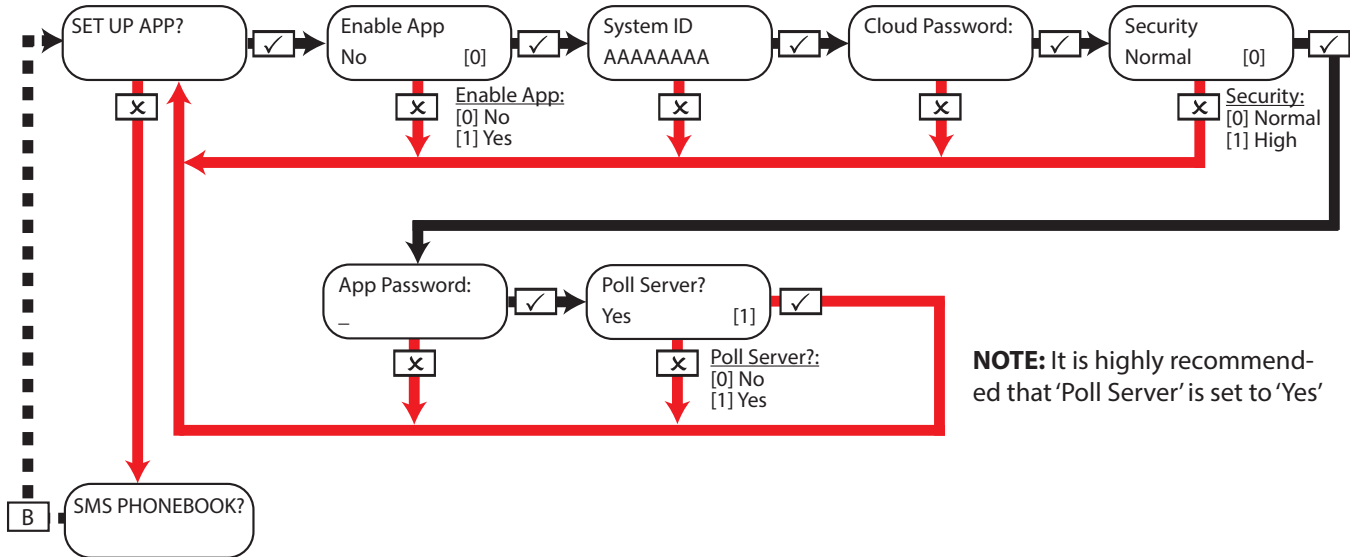 SET UP APP?
Enable App
No [0]
System ID
AAAAAAAA
Cloud Password:
Security
Normal [0]
✓
✓
✓
✓
✓
x
x
x
x
x
Enable App:
[0] No
[1] Yes
Security:
[0] Normal
[1] High
App Password:
_
Poll Server?
Yes [1]
✓
✓
x
x
Poll Server?:
[0] No
[1] Yes
NOTE: It is highly recommend-
ed that ‘Poll Server’ is set to ‘Yes’
SMS PHONEBOOK?
B